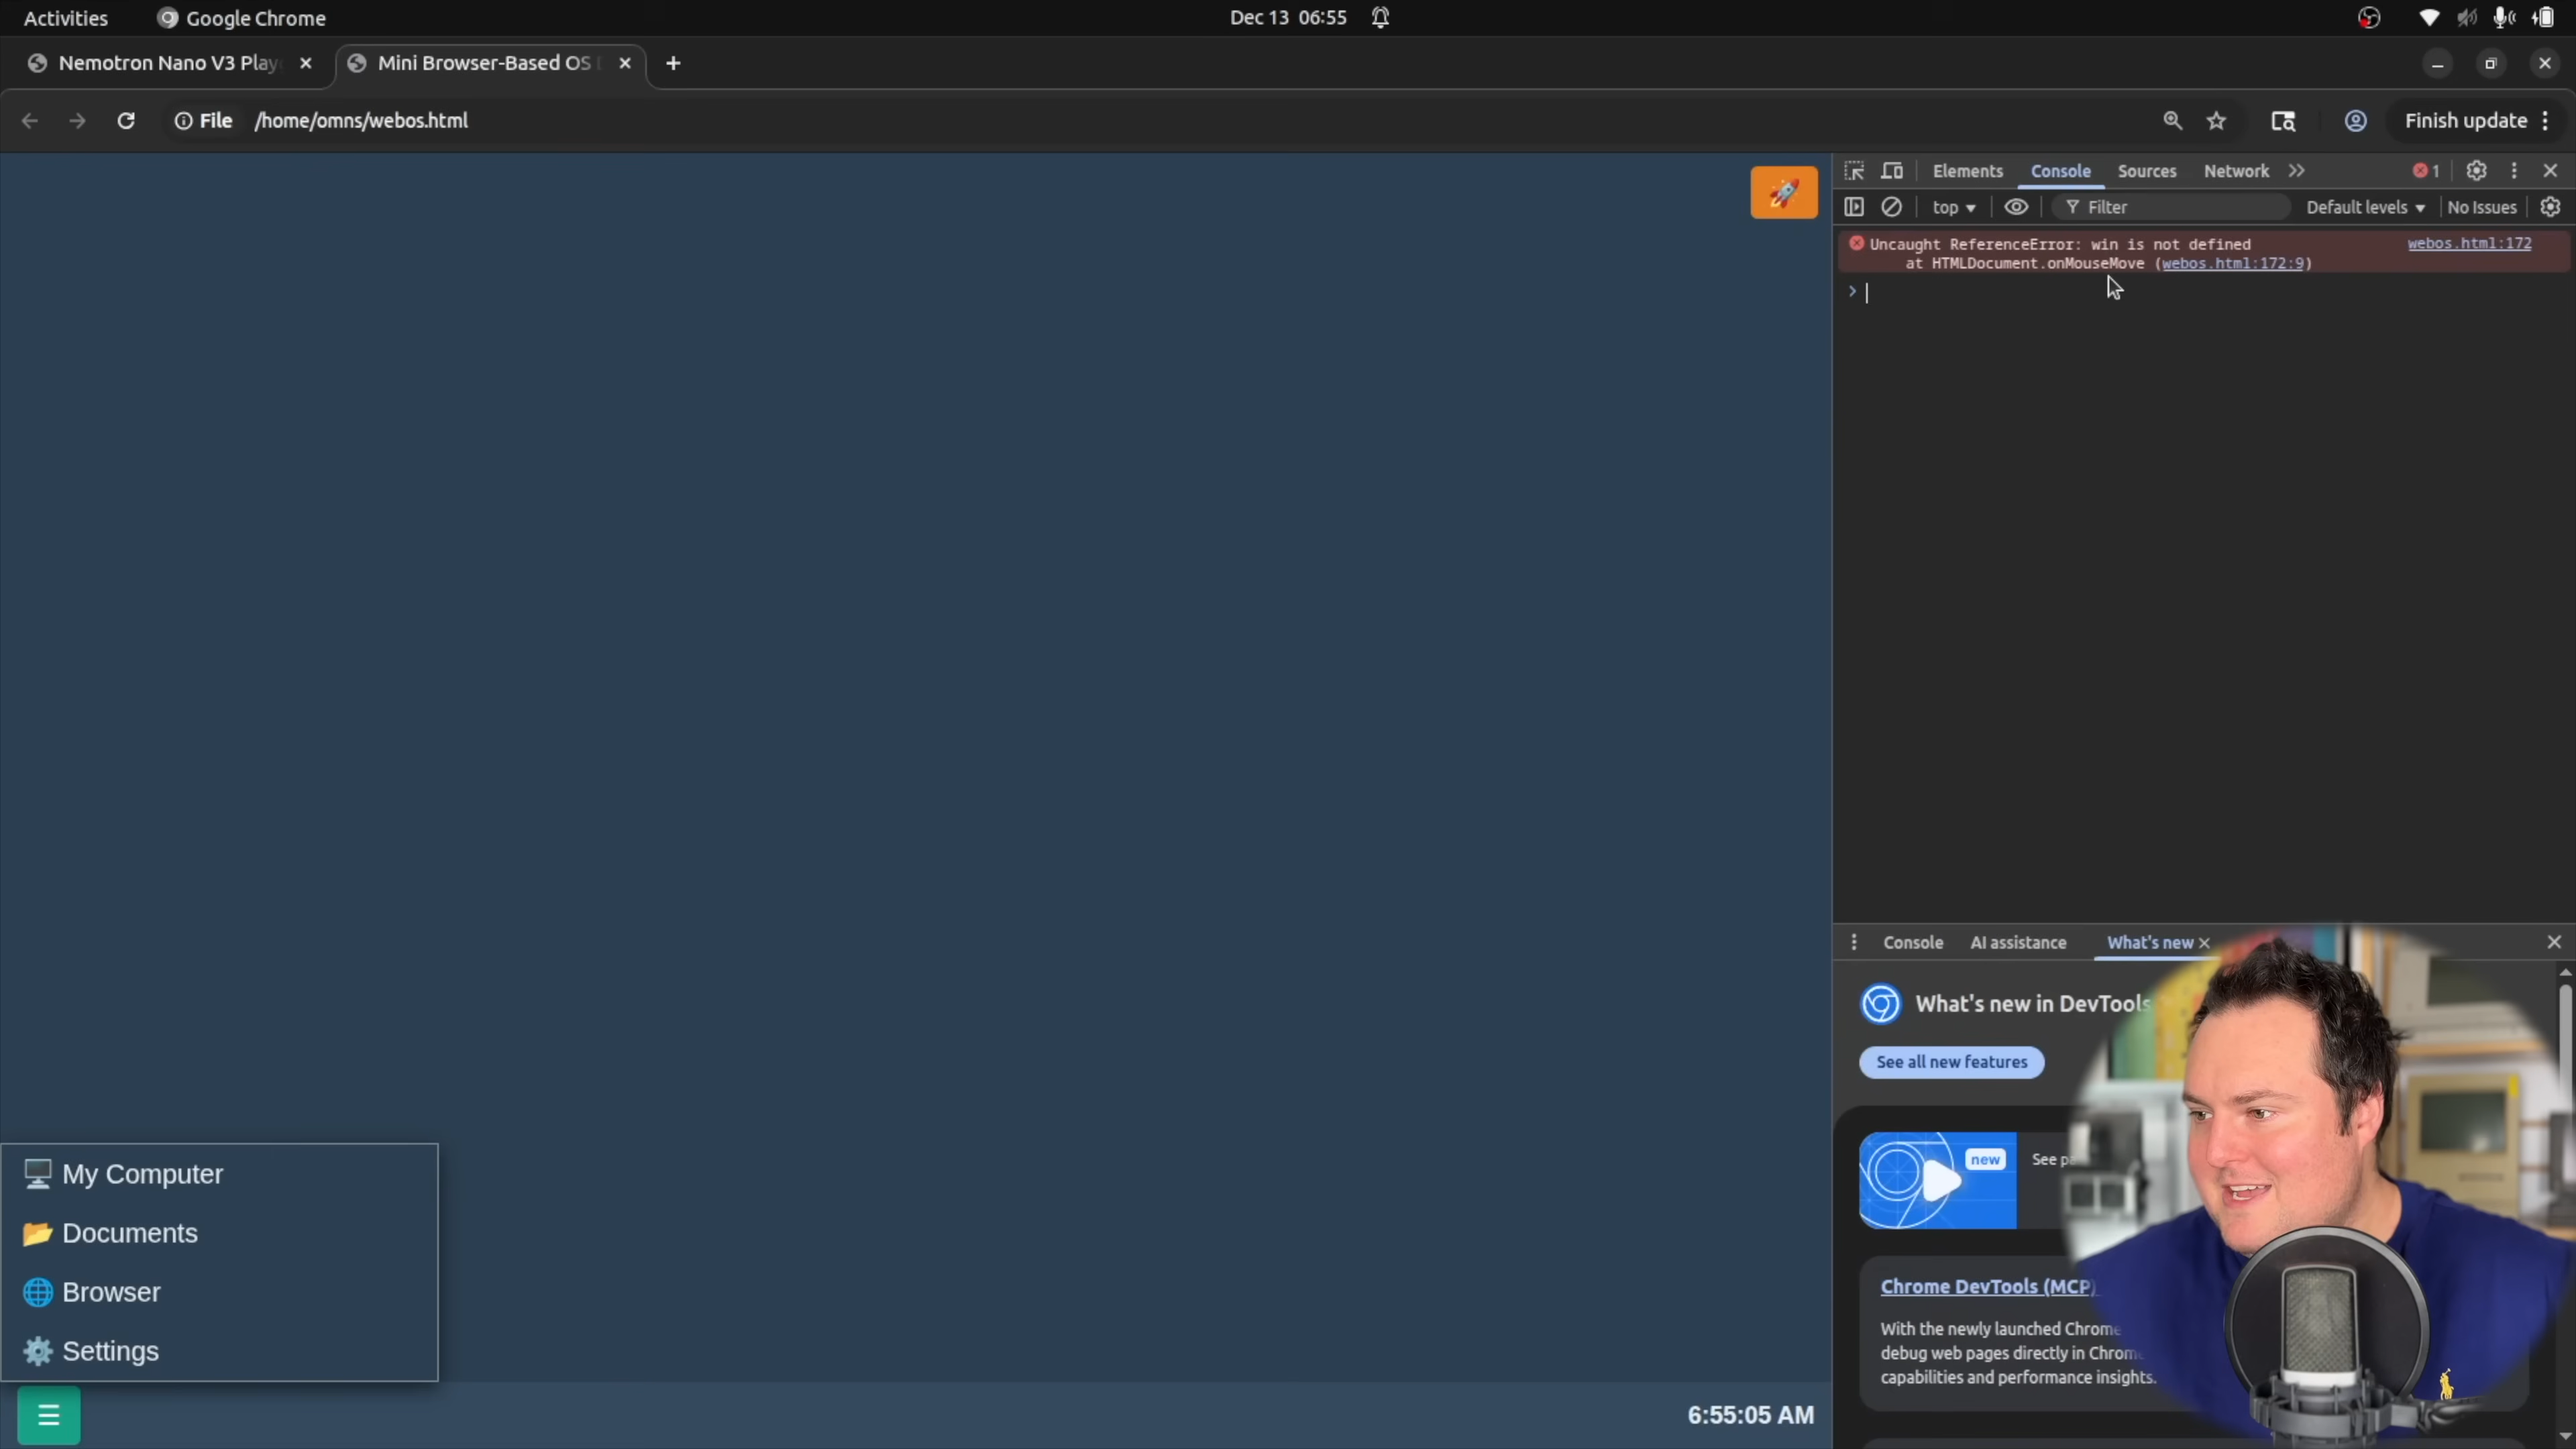 Activities
Google Chrome
Dec 13 06:55
Nemotron Nano V3 Play
Mini Browser-Based OS
File
/home/omns/webos.html
Finish update
🚀
Elements
Console
Sources
Network
1
top
Filter
Default levels
No Issues
Uncaught ReferenceError: win is not defined
webos.html:172
at HTMLDocument.onMouseMove (webos.html:172:9)
Console
AI assistance
What's new
What's new in DevTools
See all new features
new
See
Chrome DevTools (MCP)
With the newly launched Chrome
debug web pages directly in
capabilities and performance insights.
My Computer
Documents
Browser
Settings
6:55:05 AM